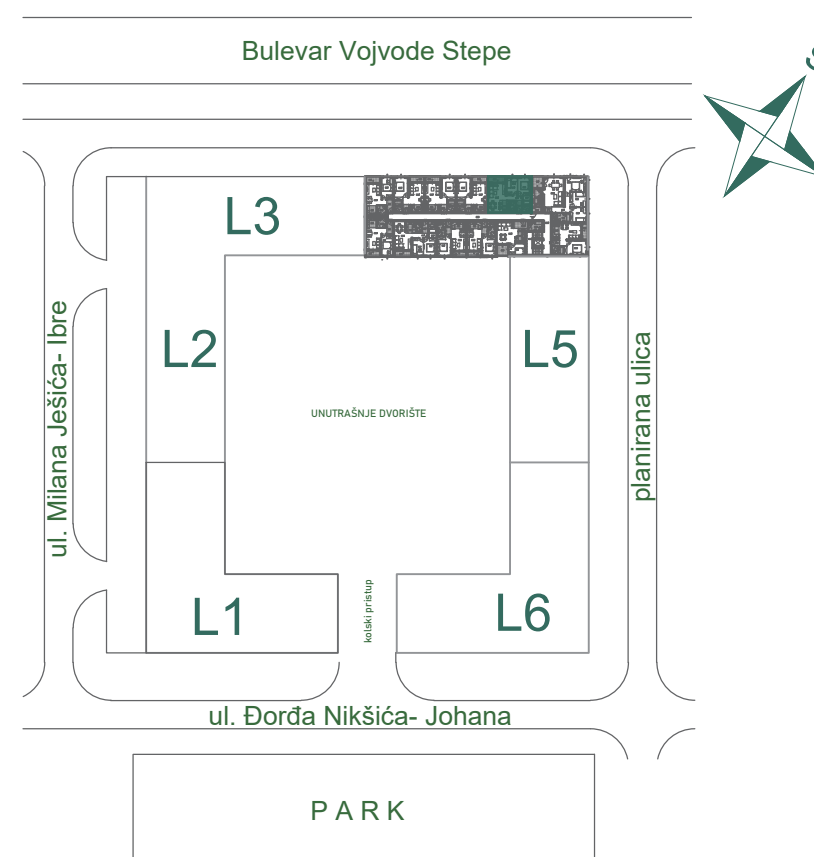 Bulevar Vojvode Stepe
S
L3
L2
L5
ul. Milana Ješića- Ibre
planirana ulica
UNUTRAŠNJE DVORIŠTE
L1
kolski pristup
L6
ul. Đorđa Nikšića- Johana
PARK